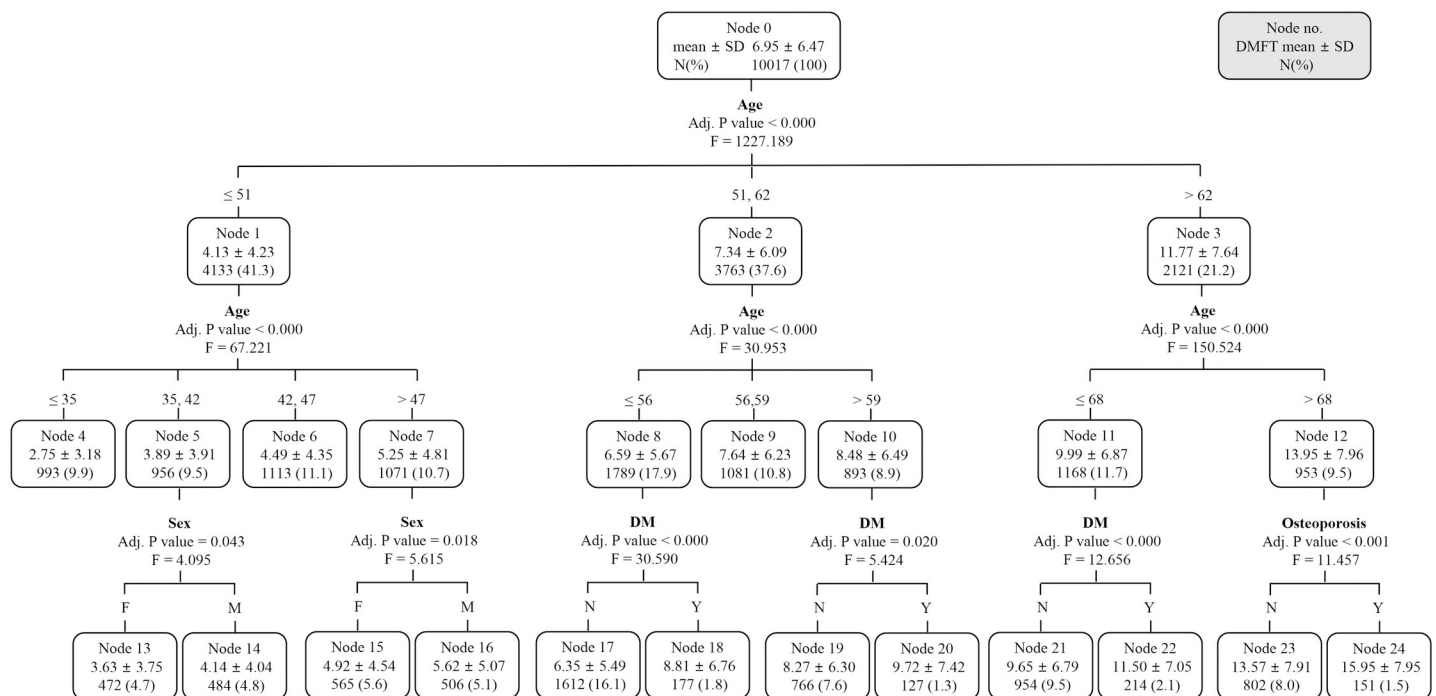 Node 0
mean ± SD 6.95 ± 6.47
N(%) 10017 (100)
Node no.
DMFT mean ± SD
N(%)
Age
Adj. P value < 0.000
F = 1227.189
≤ 51
51, 62
> 62
Node 1
4.13 ± 4.23
4133 (41.3)
Node 2
7.34 ± 6.09
3763 (37.6)
Node 3
11.77 ± 7.64
2121 (21.2)
Age
Adj. P value < 0.000
F = 67.221
Age
Adj. P value < 0.000
F = 30.953
Age
Adj. P value < 0.000
F = 150.524
≤ 35
35, 42
42, 47
> 47
≤ 56
56,59
> 59
≤ 68
> 68
Node 4
2.75 ± 3.18
993 (9.9)
Node 5
3.89 ± 3.91
956 (9.5)
Node 6
4.49 ± 4.35
1113 (11.1)
Node 7
5.25 ± 4.81
1071 (10.7)
Node 8
6.59 ± 5.67
1789 (17.9)
Node 9
7.64 ± 6.23
1081 (10.8)
Node 10
8.48 ± 6.49
893 (8.9)
Node 11
9.99 ± 6.87
1168 (11.7)
Node 12
13.95 ± 7.96
953 (9.5)
Sex
Adj. P value = 0.043
F = 4.095
Sex
Adj. P value = 0.018
F = 5.615
DM
Adj. P value < 0.000
F = 30.590
DM
Adj. P value = 0.020
F = 5.424
DM
Adj. P value < 0.000
F = 12.656
Osteoporosis
Adj. P value < 0.001
F = 11.457
F
M
F
M
N
Y
N
Y
N
Y
N
Y
Node 13
3.63 ± 3.75
472 (4.7)
Node 14
4.14 ± 4.04
484 (4.8)
Node 15
4.92 ± 4.54
565 (5.6)
Node 16
5.62 ± 5.07
506 (5.1)
Node 17
6.35 ± 5.49
1612 (16.1)
Node 18
8.81 ± 6.76
177 (1.8)
Node 19
8.27 ± 6.30
766 (7.6)
Node 20
9.72 ± 7.42
127 (1.3)
Node 21
9.65 ± 6.79
954 (9.5)
Node 22
11.50 ± 7.05
214 (2.1)
Node 23
13.57 ± 7.91
802 (8.0)
Node 24
15.95 ± 7.95
151 (1.5)